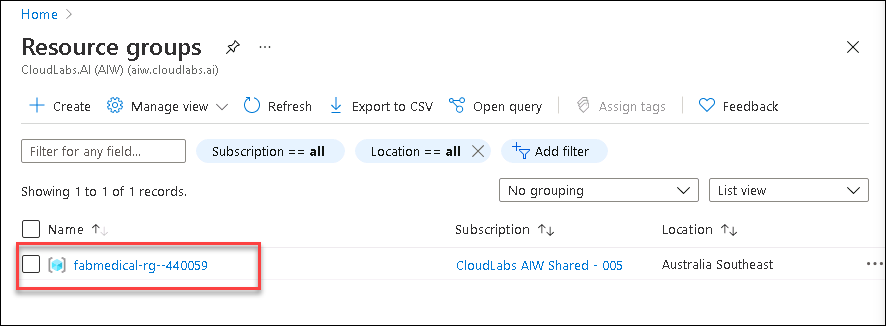 Home >
Resource groups ...
CloudLabs.AI (AIW) (aiw.cloudlabs.ai)
+ Create Manage view Refresh Export to CSV Open query Assign tags Feedback
Filter for any field... Subscription == all Location == all Add filter
Showing 1 to 1 of 1 records. No grouping List view
Name Subscription Location
fabmedical-rg--440059 CloudLabs AIW Shared - 005 Australia Southeast ...